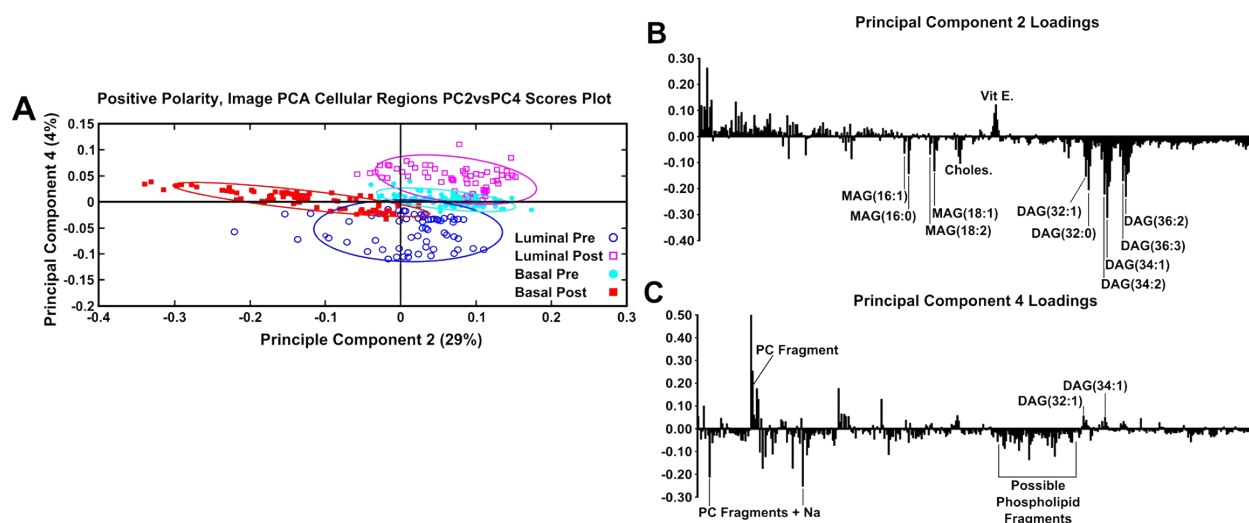 A
Positive Polarity, Image PCA Cellular Regions PC2vsPC4 Scores Plot
Principal Component 4 (4%)
0.15
0.1
0.05
0
-0.05
-0.1
-0.15
-0.2
-0.4
-0.3
-0.2
-0.1
0
0.1
0.2
0.3
Principle Component 2 (29%)
Luminal Pre
Luminal Post
Basal Pre
Basal Post
B
Principal Component 2 Loadings
0.30
0.20
0.10
0.00
-0.10
-0.20
-0.30
-0.40
Vit E.
Choles.
MAG(16:1)
MAG(16:0)
MAG(18:1)
MAG(18:2)
DAG(32:1)
DAG(32:0)
DAG(36:2)
DAG(36:3)
DAG(34:1)
DAG(34:2)
C
Principal Component 4 Loadings
0.50
0.40
0.30
0.20
0.10
0.00
-0.10
-0.20
-0.30
PC Fragment
DAG(34:1)
DAG(32:1)
PC Fragments + Na
Possible
Phospholipid
Fragments